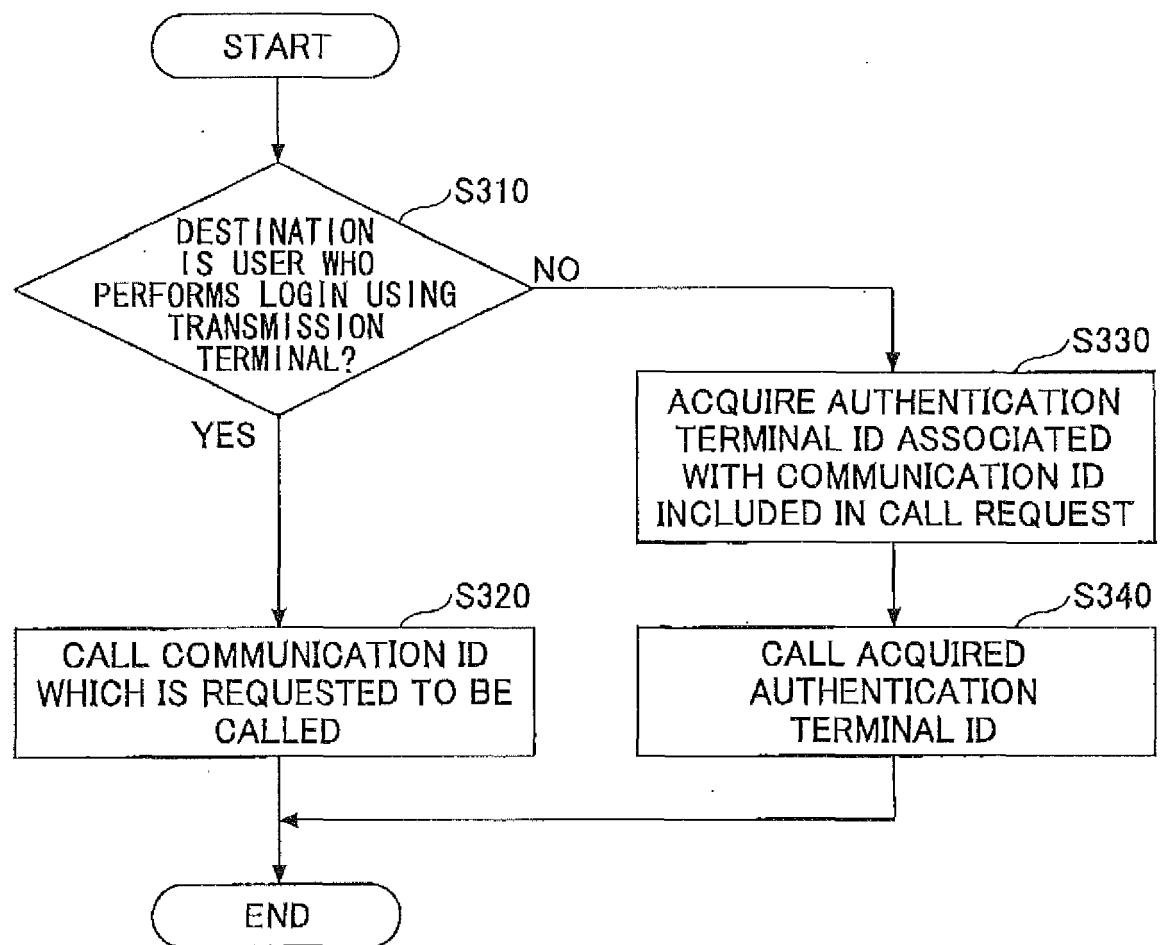 START
S310
DESTINATION
IS USER WHO
PERFORMS LOGIN USING
TRANSMISSION
TERMINAL?
NO
YES
S330
ACQUIRE AUTHENTICATION
TERMINAL ID ASSOCIATED
WITH COMMUNICATION ID
INCLUDED IN CALL REQUEST
S320
CALL COMMUNICATION ID
WHICH IS REQUESTED TO BE
CALLED
S340
CALL ACQUIRED
AUTHENTICATION
TERMINAL ID
END